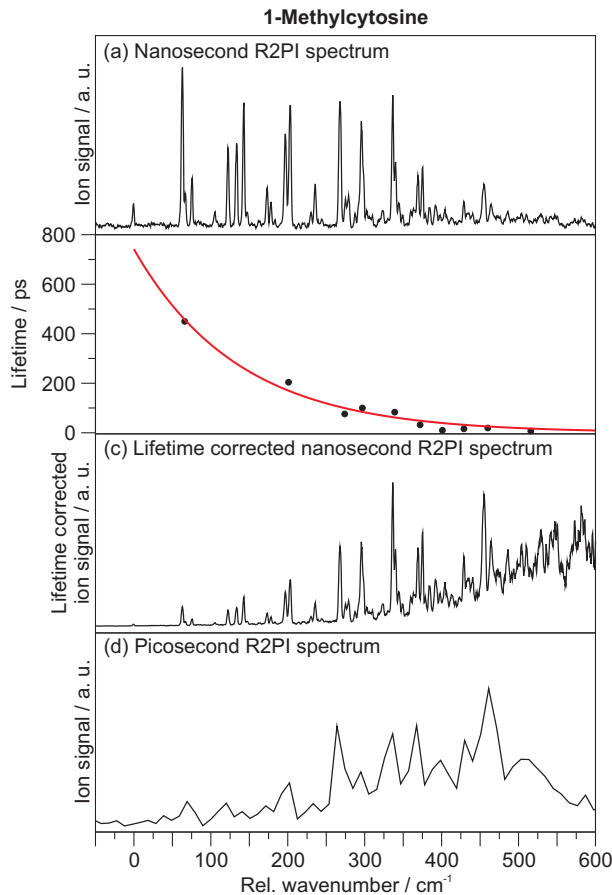 1-Methylcytosine
(a) Nanosecond R2PI spectrum
Ion signal / a. u.
800
600
400
200
0
Lifetime / ps
(c) Lifetime corrected nanosecond R2PI spectrum
Lifetime corrected
ion signal / a. u.
(d) Picosecond R2PI spectrum
Ion signal / a. u.
0 100 200 300 400 500 600
Rel. wavenumber / cm⁻¹